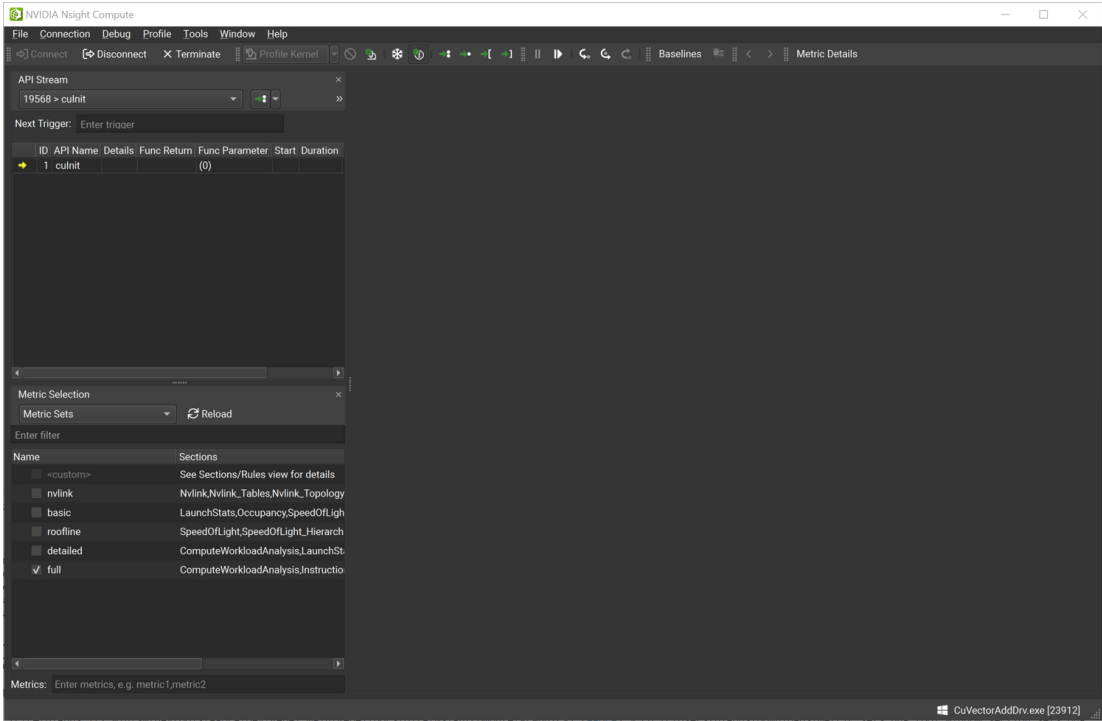 NVIDIA Nsight Compute
File Connection Debug Profile Tools Window Help
Connect Disconnect Terminate Profile Kernel Baselines Metric Details
API Stream
19568 > cuInit
Next Trigger: Enter trigger
ID API Name Details Func Return Func Parameter Start Duration
1 cuInit (0)
Metric Selection
Metric Sets Reload
Enter filter
Name Sections
<custom> See Sections/Rules view for details
nvlink Nvlink,Nvlink_Tables,Nvlink_Topology
basic LaunchStats,Occupancy,SpeedOfLigh
roofline SpeedOfLight,SpeedOfLight_Hierarch
detailed ComputeWorkloadAnalysis,LaunchSta
full ComputeWorkloadAnalysis,Instructio
Metrics: Enter metrics, e.g. metric1,metric2
CuVectorAddDrv.exe [23912]